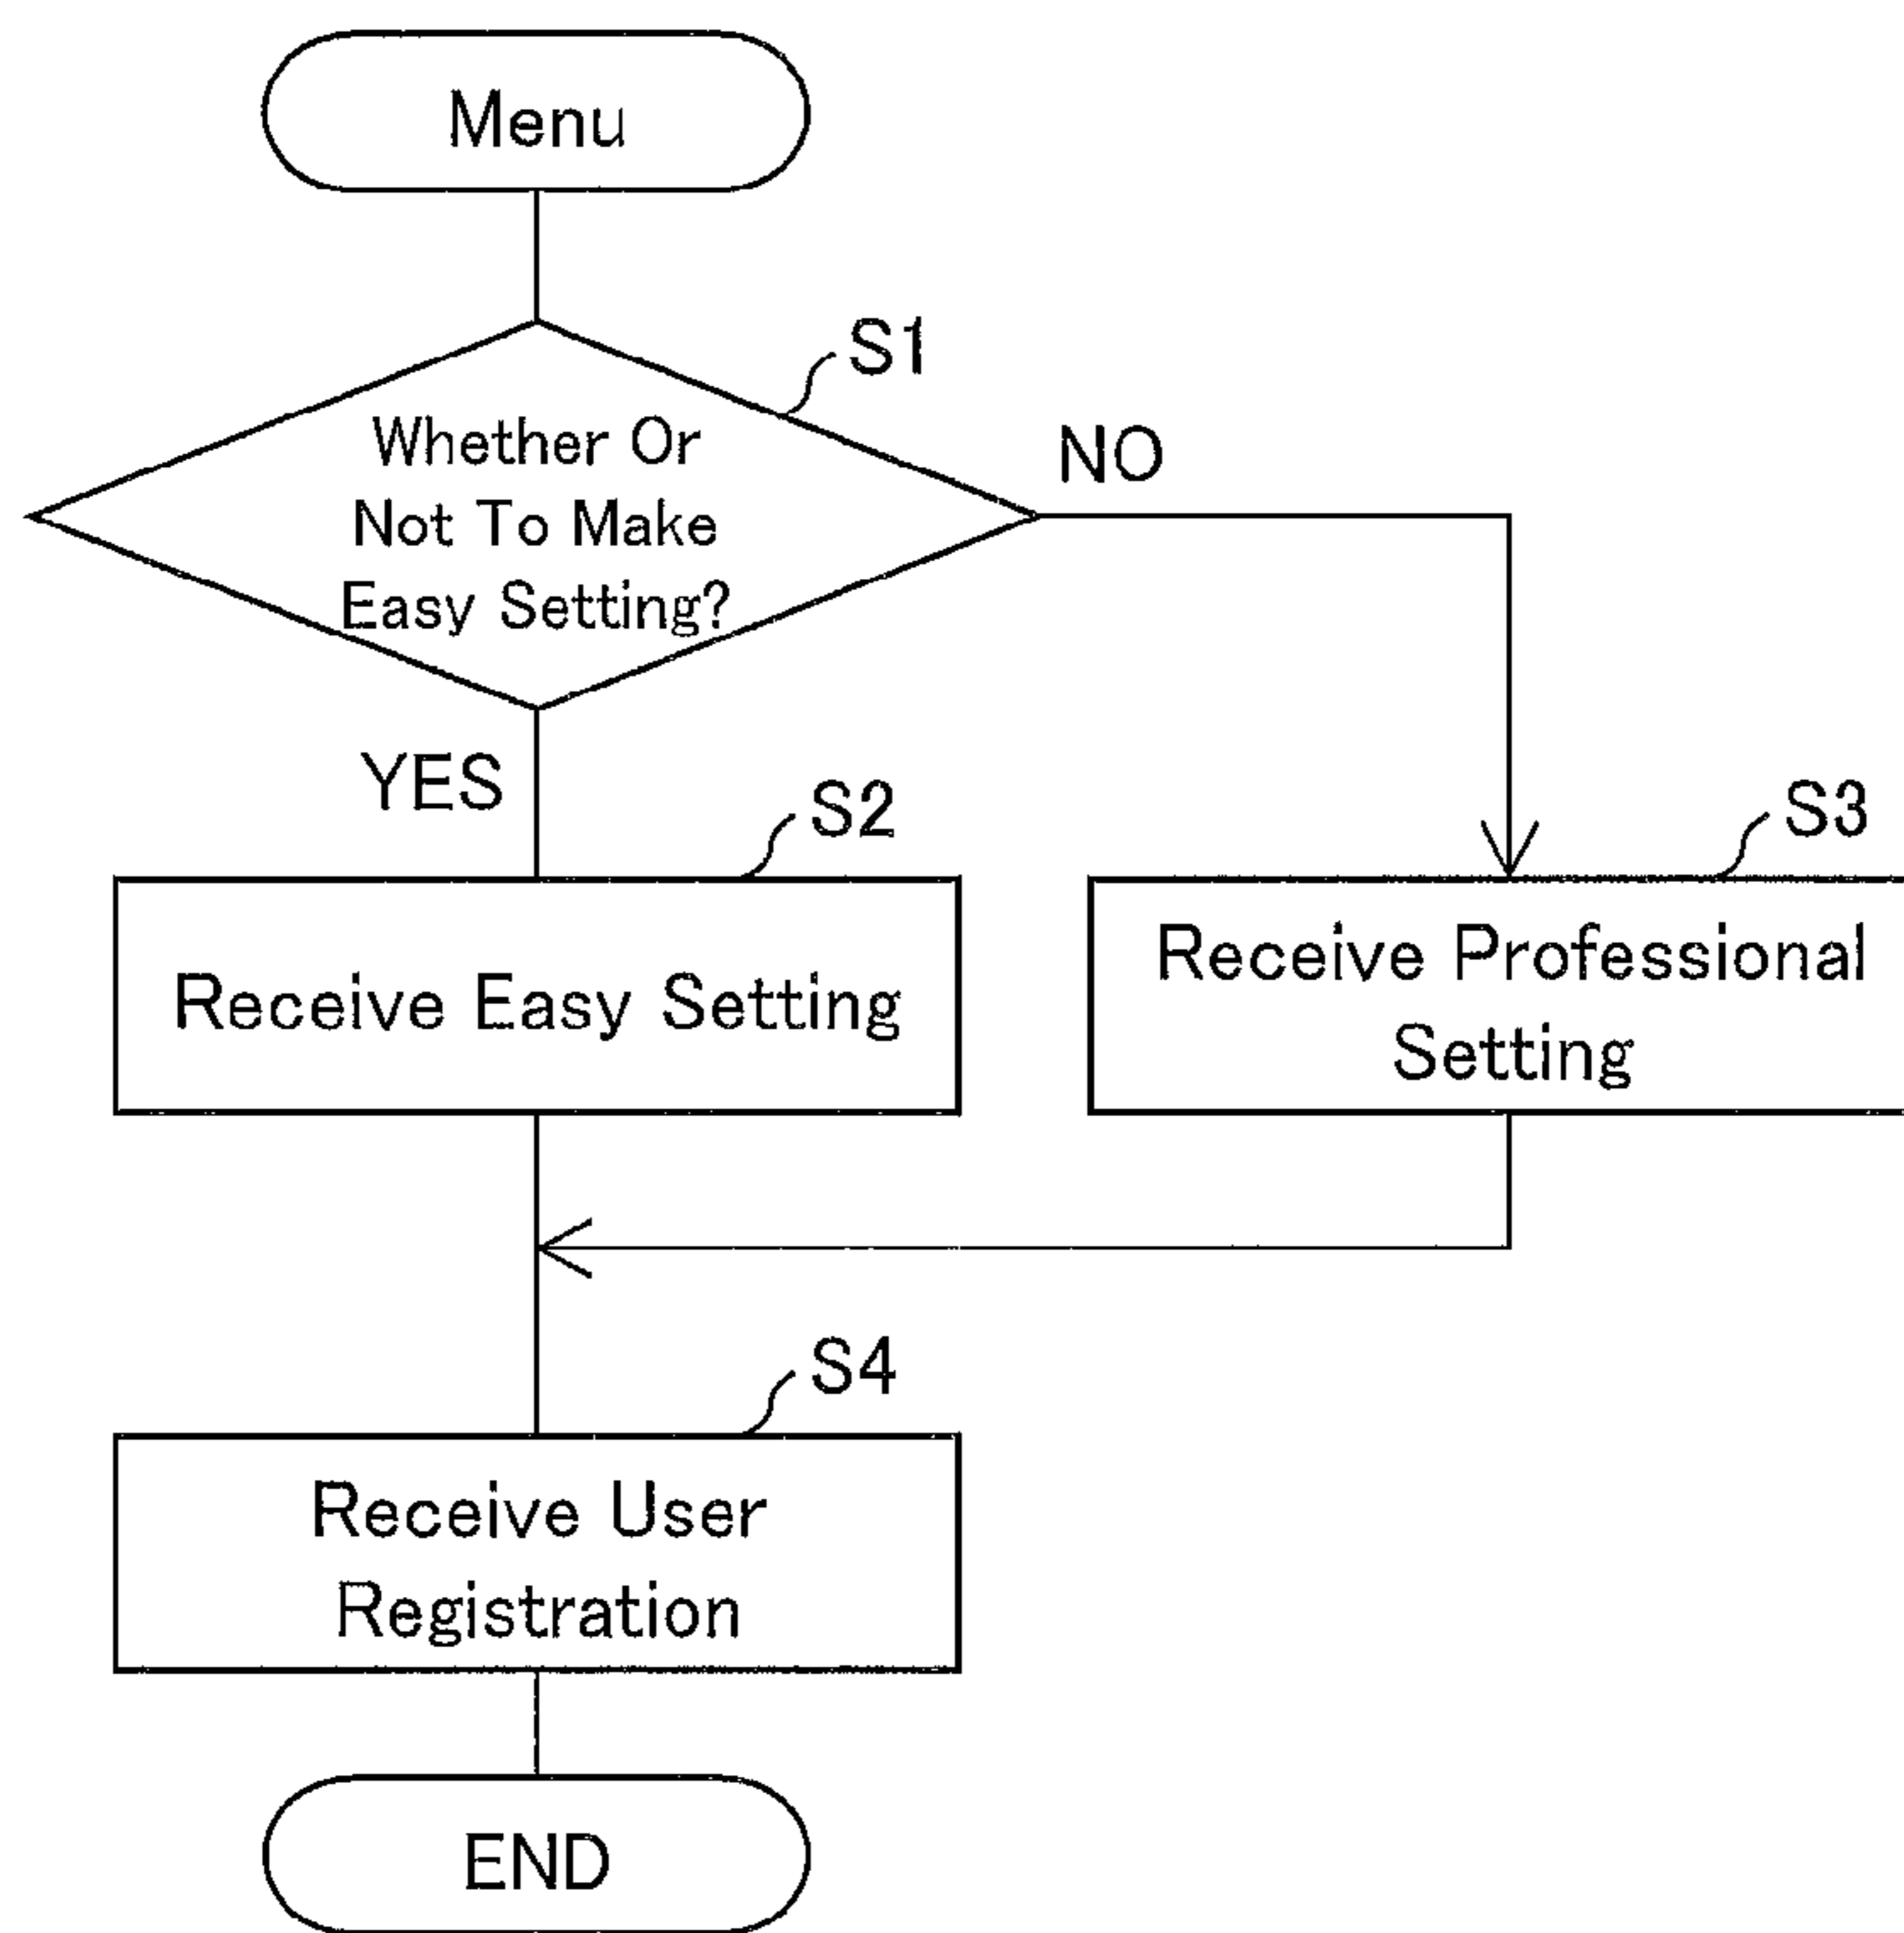 Menu
S1
Whether Or
Not To Make
Easy Setting?
NO
YES
S2
Receive Easy Setting
S3
Receive Professional
Setting
S4
Receive User
Registration
END